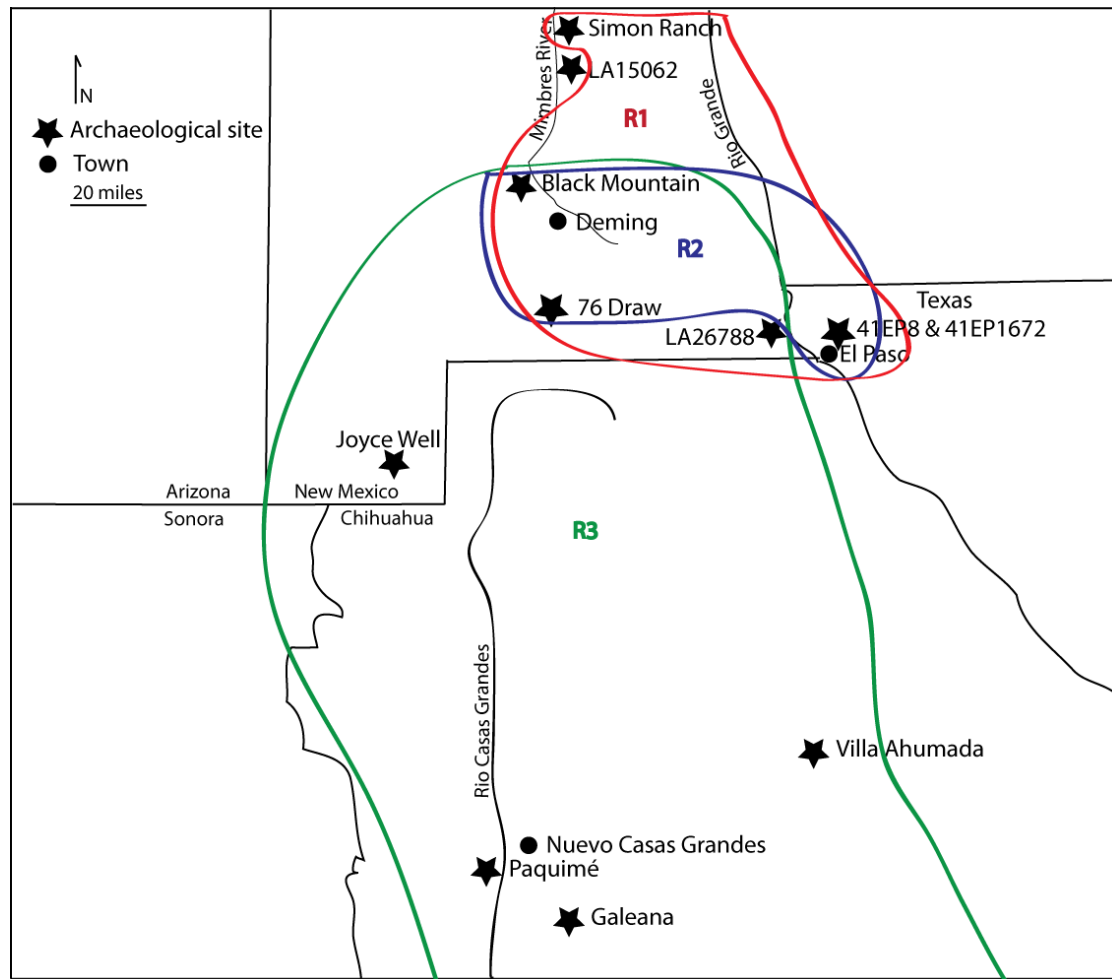 Simon Ranch
Mimbres River
LA15062
N
Archaeological site
Town
20 miles
R1
Rio Grande
Black Mountain
Deming
R2
76 Draw
Texas
LA26788
41EP8 & 41EP1672
El Paso
Joyce Well
Arizona
New Mexico
Sonora
Chihuahua
R3
Rio Casas Grandes
Villa Ahumada
Nuevo Casas Grandes
Paquimé
Galeana